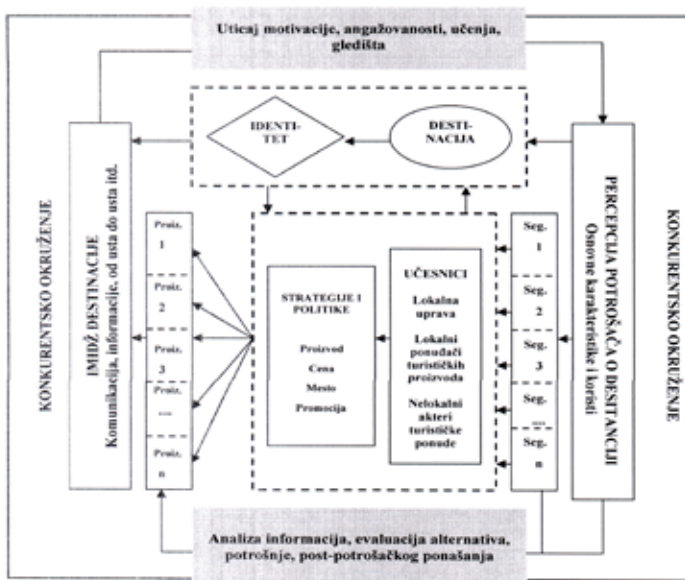 Uticaj motivacije, angažovanosti, učenja,
gledišta
KONKURENTSKO OKRUŽENJE
IMIDŽ DESTINACIJE
Komunikacija, informacije, od usta do usta itd.
IDENTI-
TET
DESTI-
NACIJA
Proiz.
1
Proiz.
2
Proiz.
3
Proiz.
....
Proiz.
n
STRATEGIJE I
POLITIKE
Proizvod
Cena
Mesto
Promocija
UČESNICI
Lokalna
uprava
Lokalni
ponuđači
turističkih
proizvoda
Nelokalni
akteri
turističke
ponude
Seg.
1
Seg.
2
Seg.
3
Seg.
....
Seg.
n
PERCEPCIJA POTROŠAČA O DESITANCIJI
Osnovne karakteristike i koristi
KONKURENTSKO OKRUŽENJE
Analiza informacija, evaluacija alternativa,
potrošnje, post-potrošačkog ponašanja